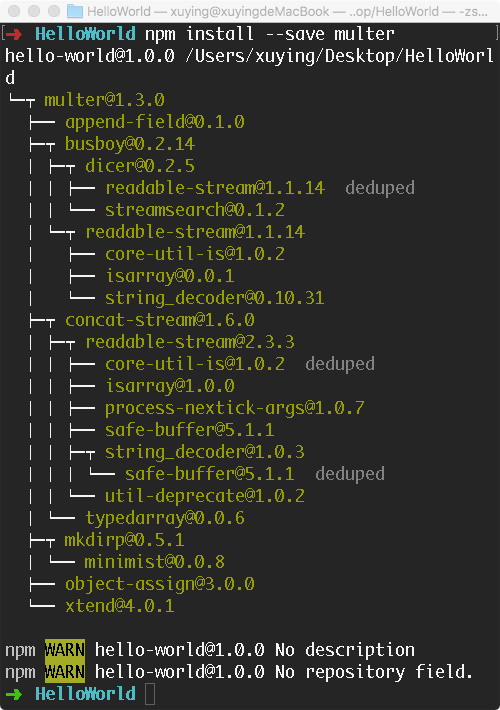 HelloWorld — xuying@xuyingdeMacBook — ..op/HelloWorld — -zs...
[➜ HelloWorld npm install --save multer ]
hello-world@1.0.0 /Users/xuying/Desktop/HelloWorl
d
└─┬ multer@1.3.0
  ├── append-field@0.1.0
  ├─┬ busboy@0.2.14
  │ ├─┬ dicer@0.2.5
  │ │ ├── readable-stream@1.1.14  deduped
  │ │ └── streamsearch@0.1.2
  │ └─┬ readable-stream@1.1.14
  │   ├── core-util-is@1.0.2
  │   ├── isarray@0.0.1
  │   └── string_decoder@0.10.31
  ├─┬ concat-stream@1.6.0
  │ ├─┬ readable-stream@2.3.3
  │ │ ├── core-util-is@1.0.2  deduped
  │ │ ├── isarray@1.0.0
  │ │ ├── process-nextick-args@1.0.7
  │ │ ├── safe-buffer@5.1.1
  │ │ ├─┬ string_decoder@1.0.3
  │ │ │ └── safe-buffer@5.1.1  deduped
  │ │ └── util-deprecate@1.0.2
  │ └── typedarray@0.0.6
  ├─┬ mkdirp@0.5.1
  │ └── minimist@0.0.8
  ├── object-assign@3.0.0
  └── xtend@4.0.1
npm WARN hello-world@1.0.0 No description
npm WARN hello-world@1.0.0 No repository field.
➜ HelloWorld